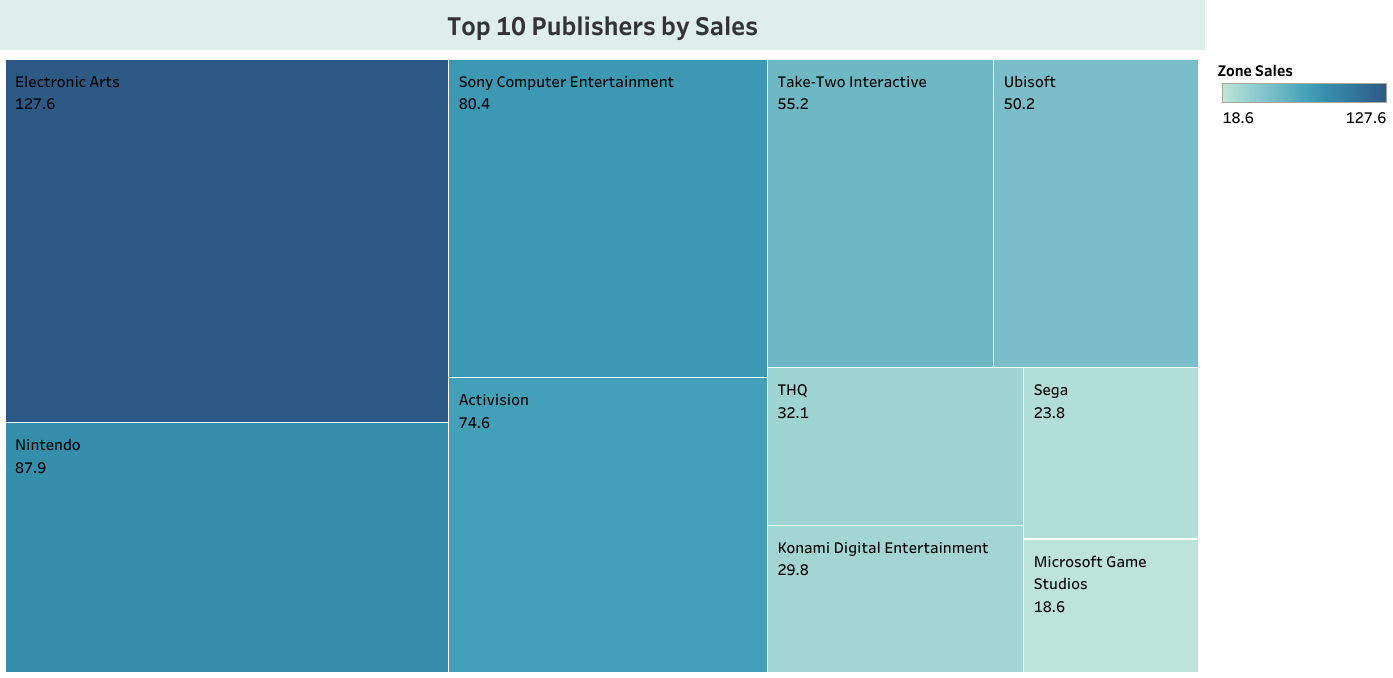 Top 10 Publishers by Sales
Electronic Arts
127.6
Nintendo
87.9
Sony Computer Entertainment
80.4
Activision
74.6
Take-Two Interactive
55.2
Ubisoft
50.2
THQ
32.1
Konami Digital Entertainment
29.8
Sega
23.8
Microsoft Game
Studios
18.6
Zone Sales
18.6 127.6